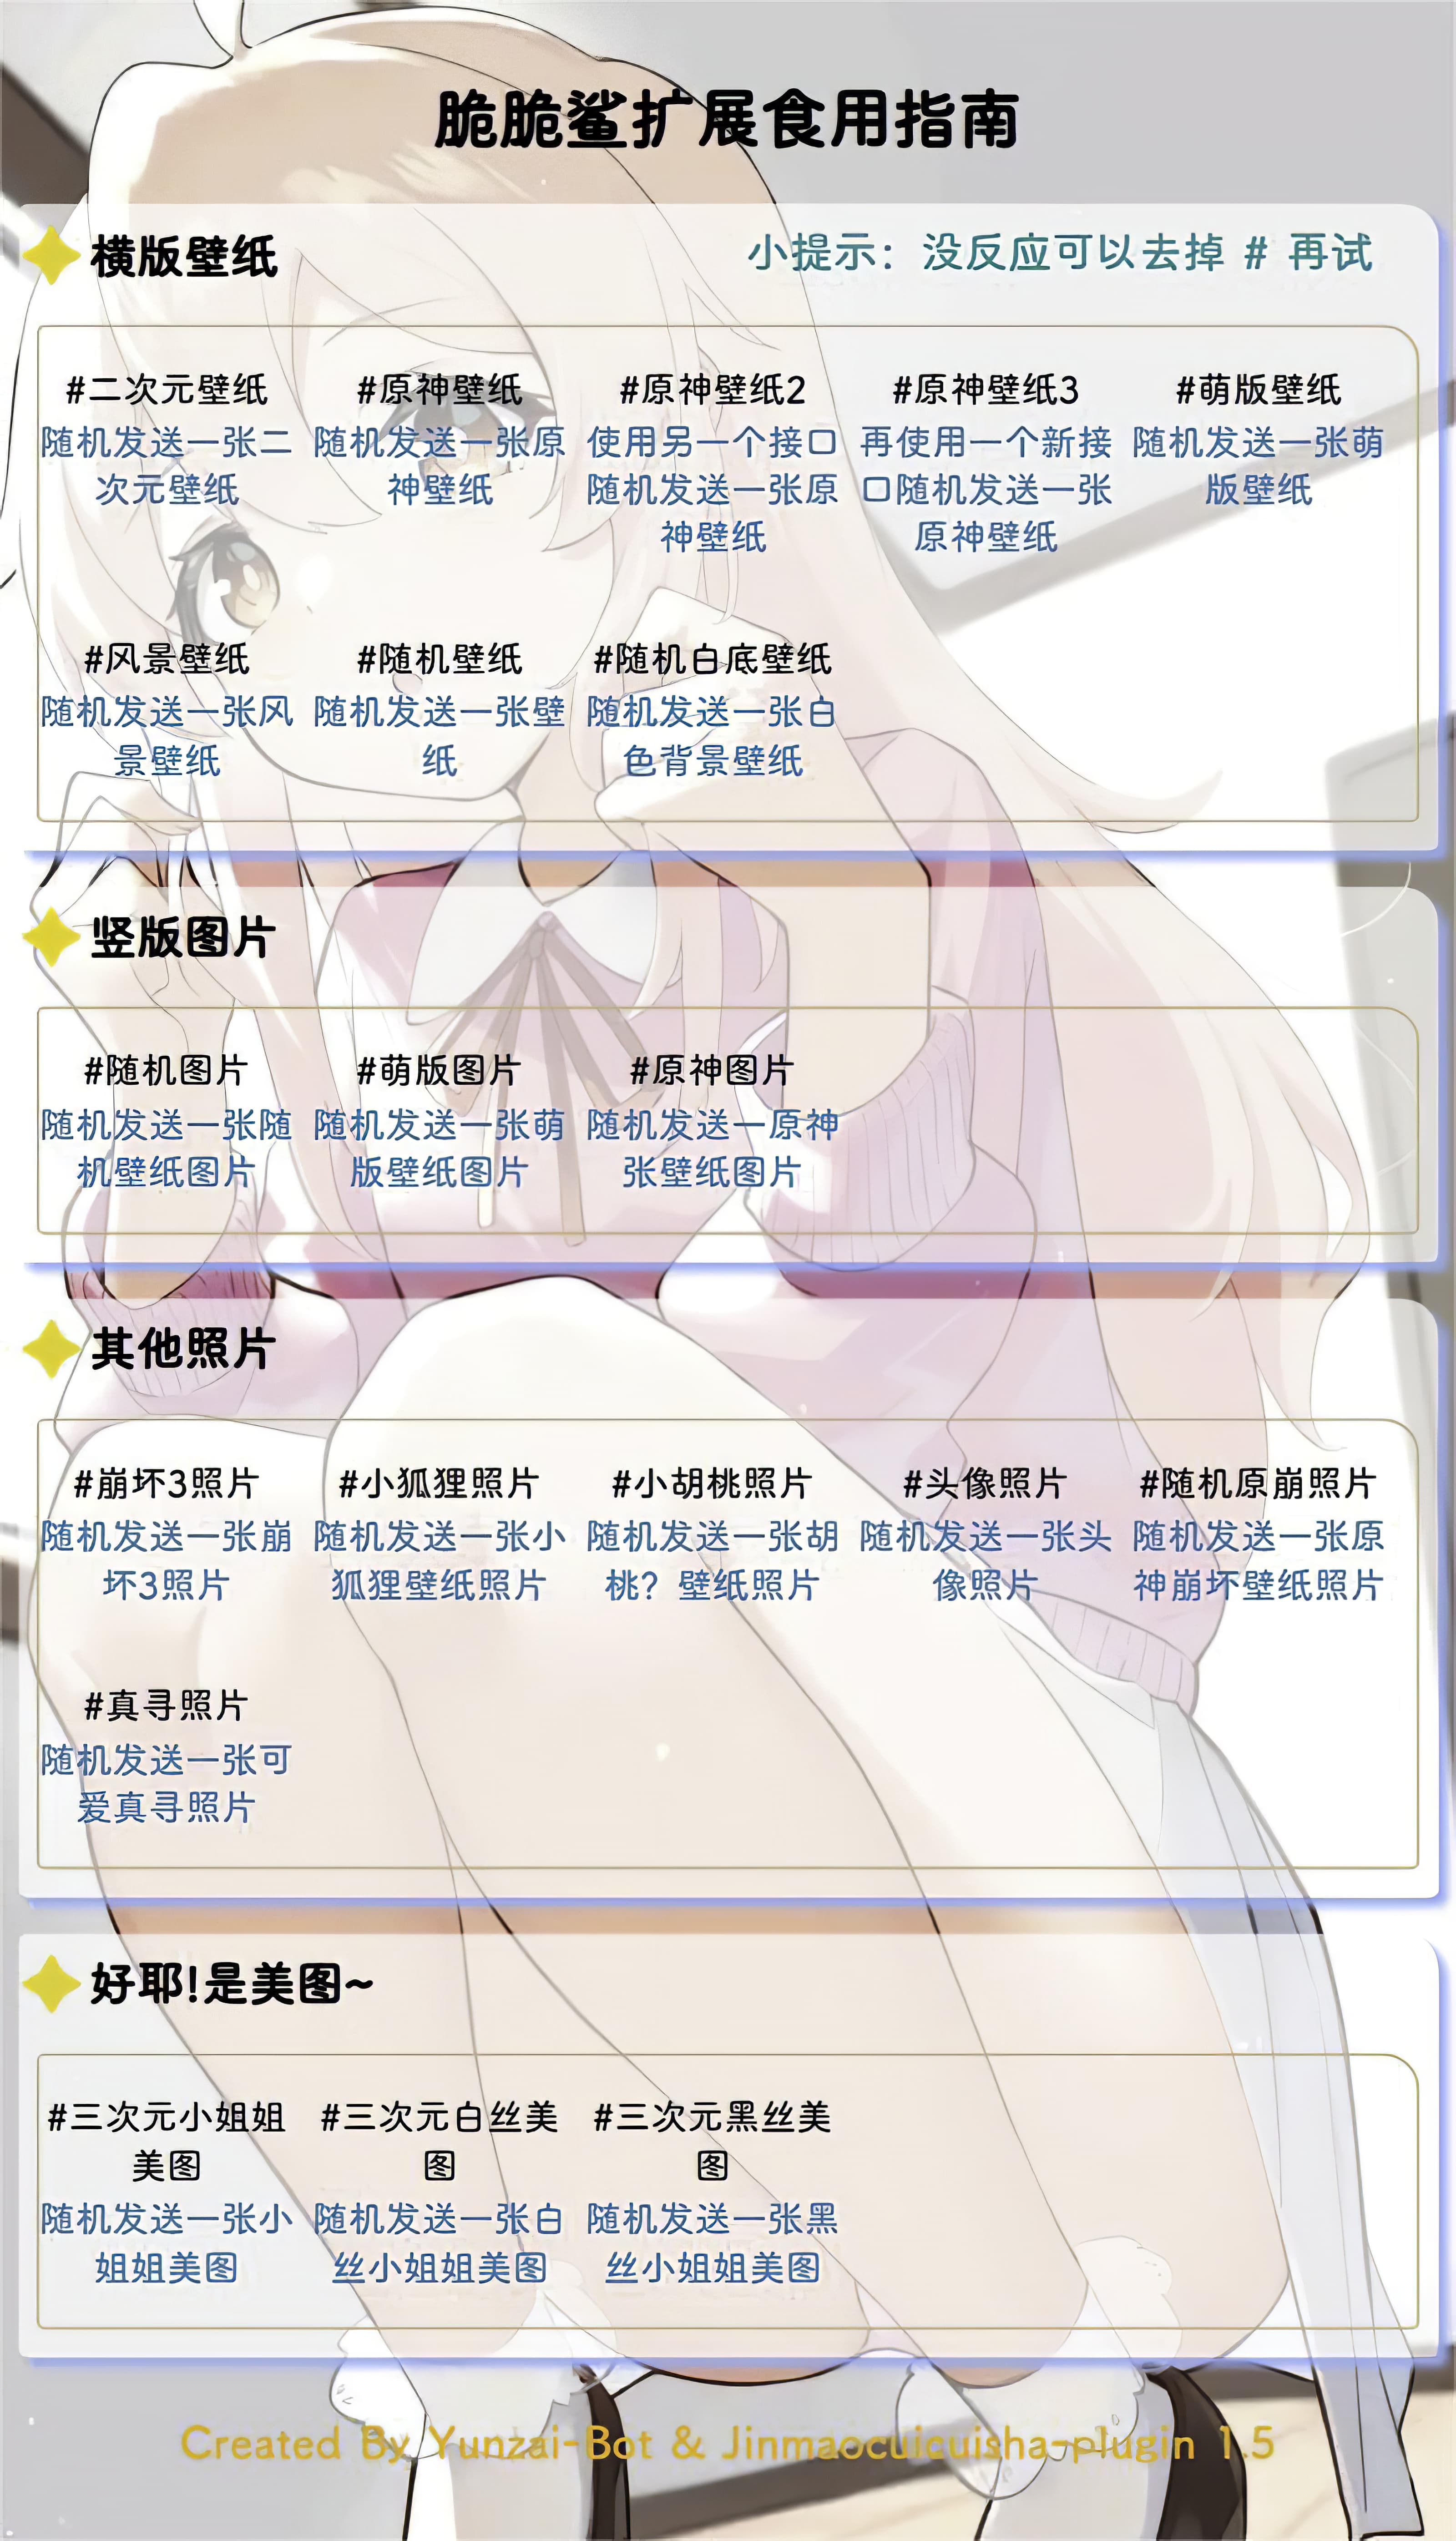 脆脆鲨扩展食用指南
横版壁纸
小提示：没反应可以去掉 # 再试
#二次元壁纸
随机发送一张二
次元壁纸
#原神壁纸
随机发送一张原
神壁纸
#原神壁纸2
使用另一个接口
随机发送一张原
神壁纸
#原神壁纸3
再使用一个新接
口随机发送一张
原神壁纸
#萌版壁纸
随机发送一张萌
版壁纸
#风景壁纸
随机发送一张风
景壁纸
#随机壁纸
随机发送一张壁
纸
#随机白底壁纸
随机发送一张白
色背景壁纸
竖版图片
#随机图片
随机发送一张随
机壁纸图片
#萌版图片
随机发送一张萌
版壁纸图片
#原神图片
随机发送一原神
张壁纸图片
其他照片
#崩坏3照片
随机发送一张崩
坏3照片
#小狐狸照片
随机发送一张小
狐狸壁纸照片
#小胡桃照片
随机发送一张胡
桃？壁纸照片
#头像照片
随机发送一张头
像照片
#随机原崩照片
随机发送一张原
神崩坏壁纸照片
#真寻照片
随机发送一张可
爱真寻照片
好耶!是美图~
#三次元小姐姐
美图
随机发送一张小
姐姐美图
#三次元白丝美
图
随机发送一张白
丝小姐姐美图
#三次元黑丝美
图
随机发送一张黑
丝小姐姐美图
Created By Yunzai-Bot & Jinmaocuicuisha-plugin 1.5